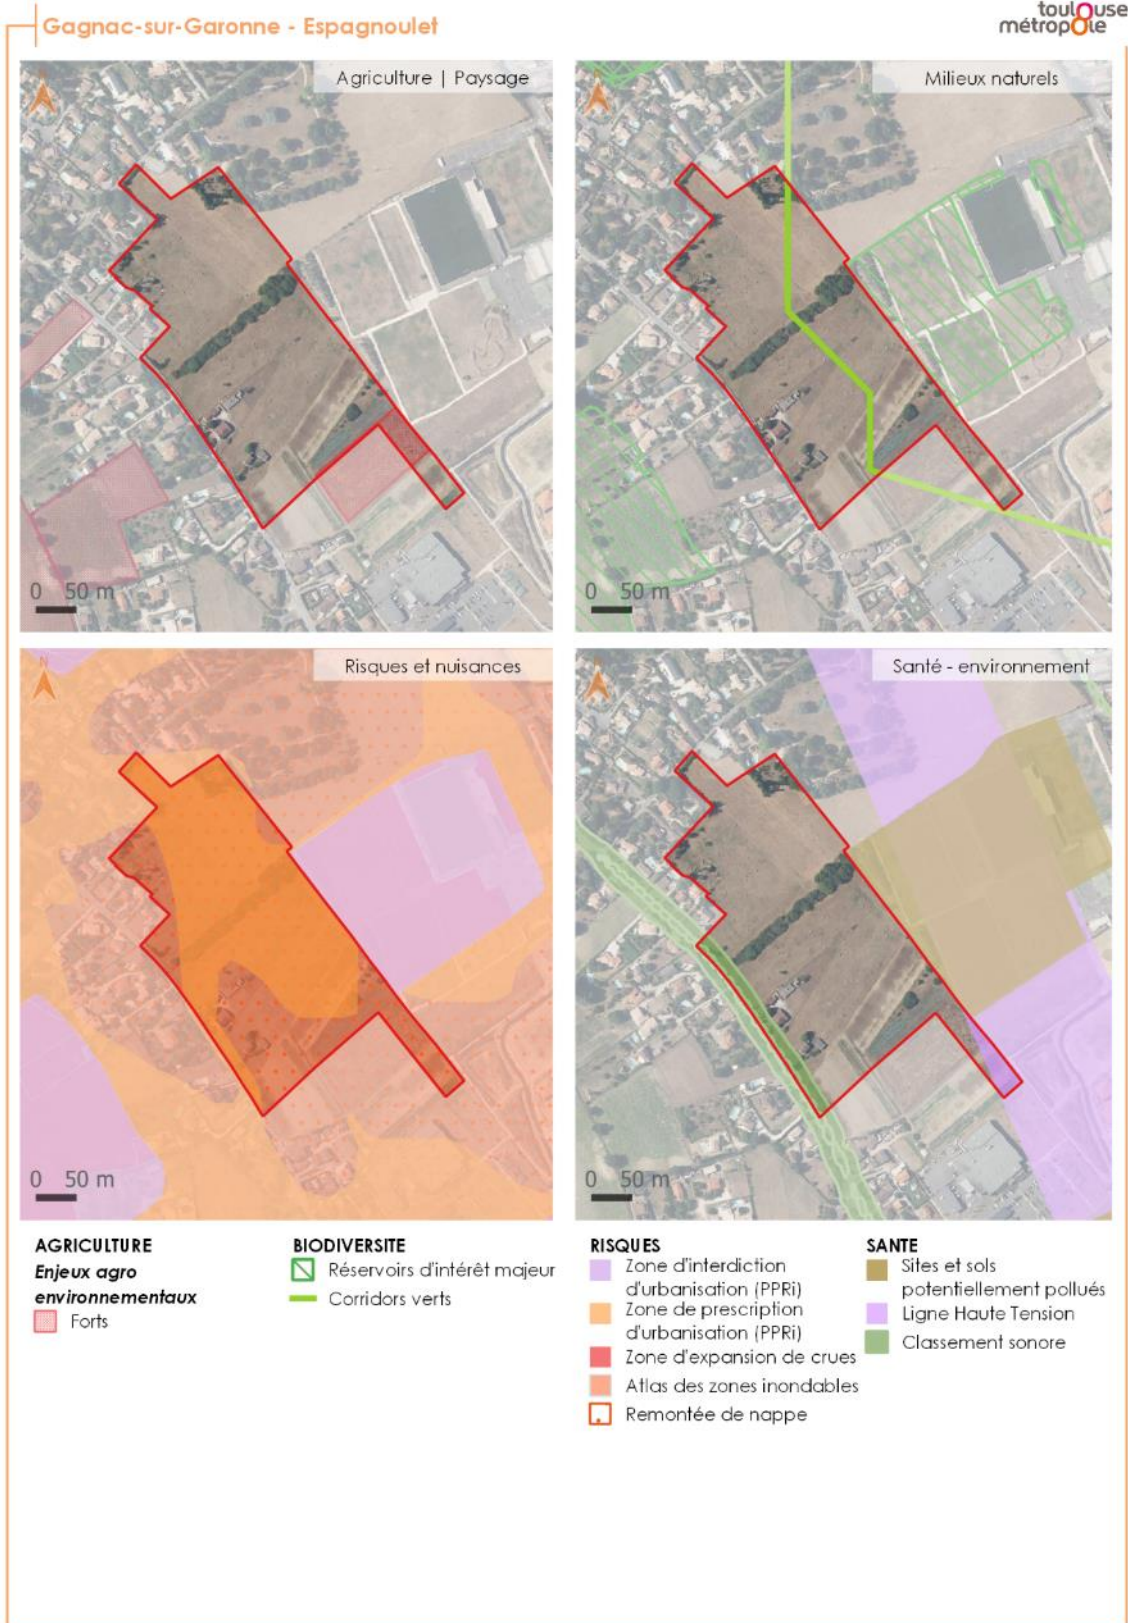 Gagnac-sur-Garonne - Espagnoulet
toulouse
métropole
Agriculture | Paysage
N
0 50 m
Milieux naturels
N
0 50 m
Risques et nuisances
N
0 50 m
Santé - environnement
N
0 50 m
AGRICULTURE
Enjeux agro
environnementaux
Forts
BIODIVERSITE
Réservoirs d'intérêt majeur
Corridors verts
RISQUES
Zone d'interdiction
d'urbanisation (PPRi)
Zone de prescription
d'urbanisation (PPRi)
Zone d'expansion de crues
Atlas des zones inondables
Remontée de nappe
SANTE
Sites et sols
potentiellement pollués
Ligne Haute Tension
Classement sonore